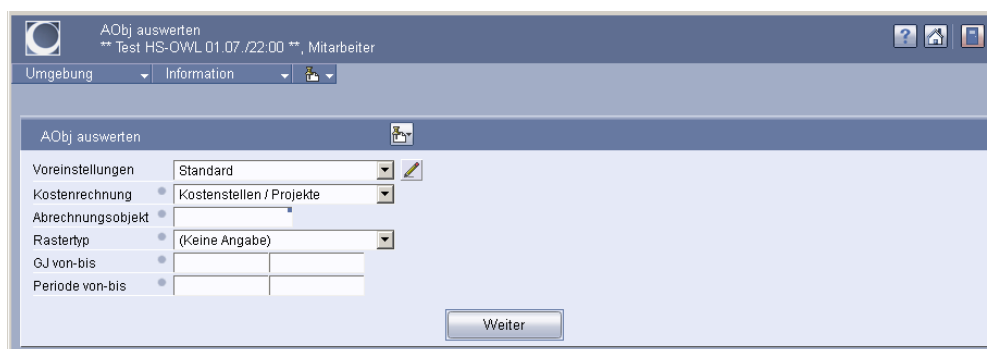 AObj auswerten
** Test HS-OWL 01.07./22:00 **, Mitarbeiter
?
Umgebung Information
AObj auswerten
Voreinstellungen Standard
Kostenrechnung Kostenstellen / Projekte
Abrechnungsobjekt
Rastertyp (Keine Angabe)
GJ von-bis
Periode von-bis
Weiter